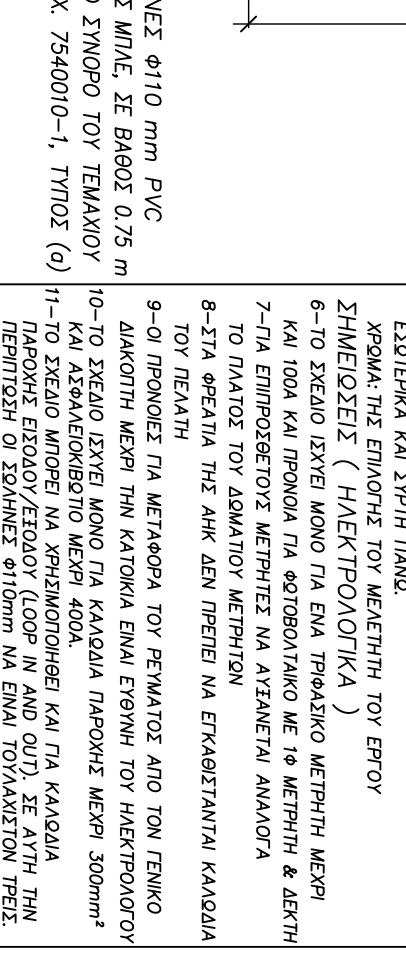 ΕΣΩΤΕΡΙΚΑ ΚΑΙ ΣΥΡΤΗ ΠΑΝΩ.
ΧΡΩΜΑ: ΤΗΣ ΕΠΙΛΟΓΗΣ ΤΟΥ ΜΕΛΕΤΗΤΗ ΤΟΥ ΕΡΓΟΥ
ΣΗΜΕΙΩΣΕΙΣ ( ΗΛΕΚΤΡΟΛΟΓΙΚΑ )
6-ΤΟ ΣΧΕΔΙΟ ΙΣΧΥΕΙ ΜΟΝΟ ΓΙΑ ΕΝΑ ΤΡΙΦΑΣΙΚΟ ΜΕΤΡΗΤΗ ΜΕΧΡΙ
ΚΑΙ 100Α ΚΑΙ ΠΡΟΝΟΙΑ ΓΙΑ ΦΩΤΟΒΟΛΤΑΙΚΟ ΜΕ 1Φ ΜΕΤΡΗΤΗ & ΔΕΚΤΗ
7-ΓΙΑ ΕΠΙΠΡΟΣΘΕΤΟΥΣ ΜΕΤΡΗΤΕΣ ΝΑ ΑΥΞΑΝΕΤΑΙ ΑΝΑΛΟΓΑ
ΤΟ ΠΛΑΤΟΣ ΤΟΥ ΔΩΜΑΤΙΟΥ ΜΕΤΡΗΤΩΝ
8-ΣΤΑ ΦΡΕΑΤΙΑ ΤΗΣ ΑΗΚ ΔΕΝ ΠΡΕΠΕΙ ΝΑ ΕΓΚΑΘΙΣΤΑΝΤΑΙ ΚΑΛΩΔΙΑ
ΤΟΥ ΠΕΛΑΤΗ
9-ΟΙ ΠΡΟΝΟΙΕΣ ΓΙΑ ΜΕΤΑΦΟΡΑ ΤΟΥ ΡΕΥΜΑΤΟΣ ΑΠΟ ΤΟΝ ΓΕΝΙΚΟ
ΔΙΑΚΟΠΤΗ ΜΕΧΡΙ ΤΗΝ ΚΑΤΟΙΚΙΑ ΕΙΝΑΙ ΕΥΘΥΝΗ ΤΟΥ ΗΛΕΚΤΡΟΛΟΓΟΥ
10-ΤΟ ΣΧΕΔΙΟ ΙΣΧΥΕΙ ΜΟΝΟ ΓΙΑ ΚΑΛΩΔΙΑ ΠΑΡΟΧΗΣ ΜΕΧΡΙ 300mm²
ΚΑΙ ΑΣΦΑΛΕΙΟΚΙΒΩΤΙΟ ΜΕΧΡΙ 400Α.
11-ΤΟ ΣΧΕΔΙΟ ΜΠΟΡΕΙ ΝΑ ΧΡΗΣΙΜΟΠΟΙΗΘΕΙ ΚΑΙ ΓΙΑ ΚΑΛΩΔΙΑ
ΠΑΡΟΧΗΣ ΕΙΣΟΔΟΥ/ΕΞΟΔΟΥ (LOOP IN AND OUT). ΣΕ ΑΥΤΗ ΤΗΝ
ΠΕΡΙΠΤΩΣΗ ΟΙ ΣΩΛΗΝΕΣ Φ110mm ΝΑ ΕΙΝΑΙ ΤΟΥΛΑΧΙΣΤΟΝ ΤΡΕΙΣ.
ΝΕΣ Φ110 mm PVC
Σ ΜΠΛΕ, ΣΕ ΒΑΘΟΣ 0.75 m
ΣΥΝΟΡΟ ΤΟΥ ΤΕΜΑΧΙΟΥ
Χ. 7540010-1, ΤΥΠΟΣ (α)